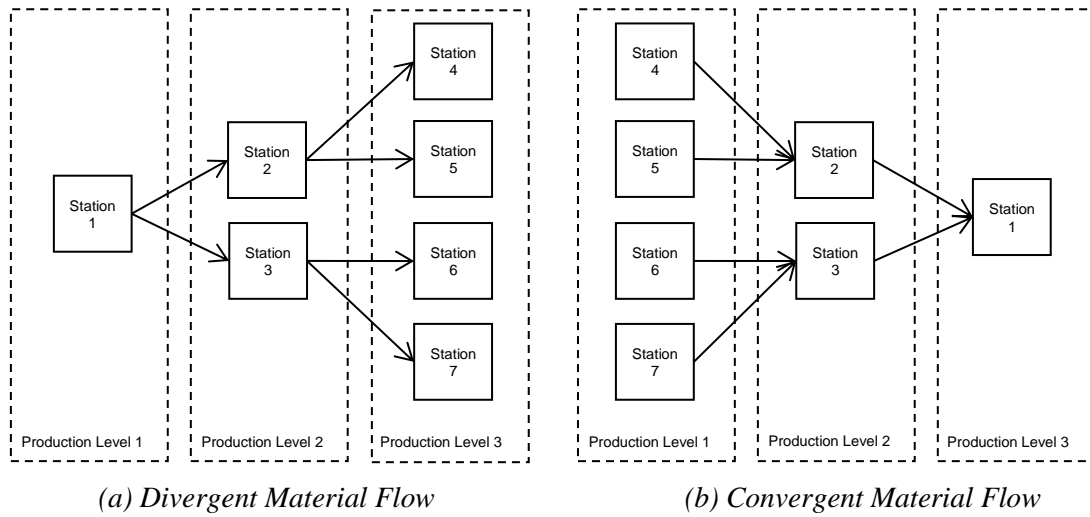 Station
1
Station
2
Station
3
Station
4
Station
5
Station
6
Station
7
Production Level 1
Production Level 2
Production Level 3
(a) Divergent Material Flow
Station
4
Station
5
Station
6
Station
7
Station
2
Station
3
Station
1
Production Level 1
Production Level 2
Production Level 3
(b) Convergent Material Flow